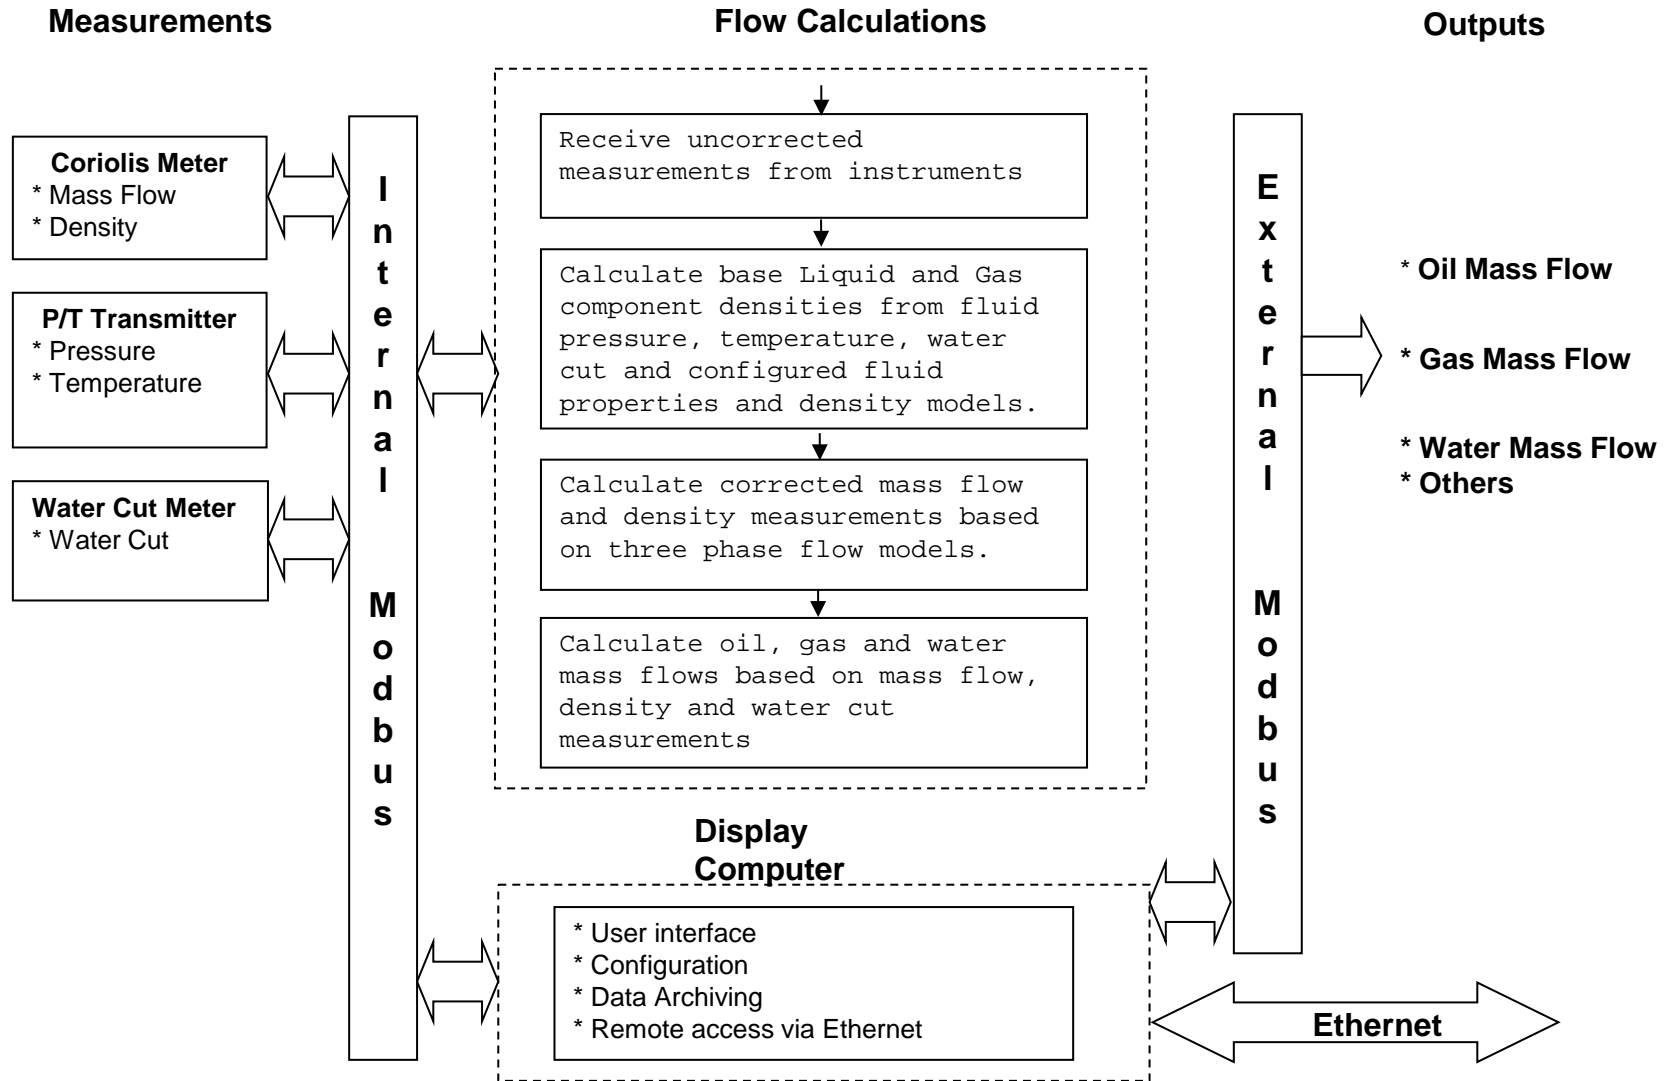 Measurements
Flow Calculations
Outputs
Coriolis Meter
* Mass Flow
* Density
P/T Transmitter
* Pressure
* Temperature
Water Cut Meter
* Water Cut
Internal Modbus
Receive uncorrected
measurements from instruments
Calculate base Liquid and Gas
component densities from fluid
pressure, temperature, water
cut and configured fluid
properties and density models.
Calculate corrected mass flow
and density measurements based
on three phase flow models.
Calculate oil, gas and water
mass flows based on mass flow,
density and water cut
measurements
Display
Computer
* User interface
* Configuration
* Data Archiving
* Remote access via Ethernet
External Modbus
* Oil Mass Flow
* Gas Mass Flow
* Water Mass Flow
* Others
Ethernet